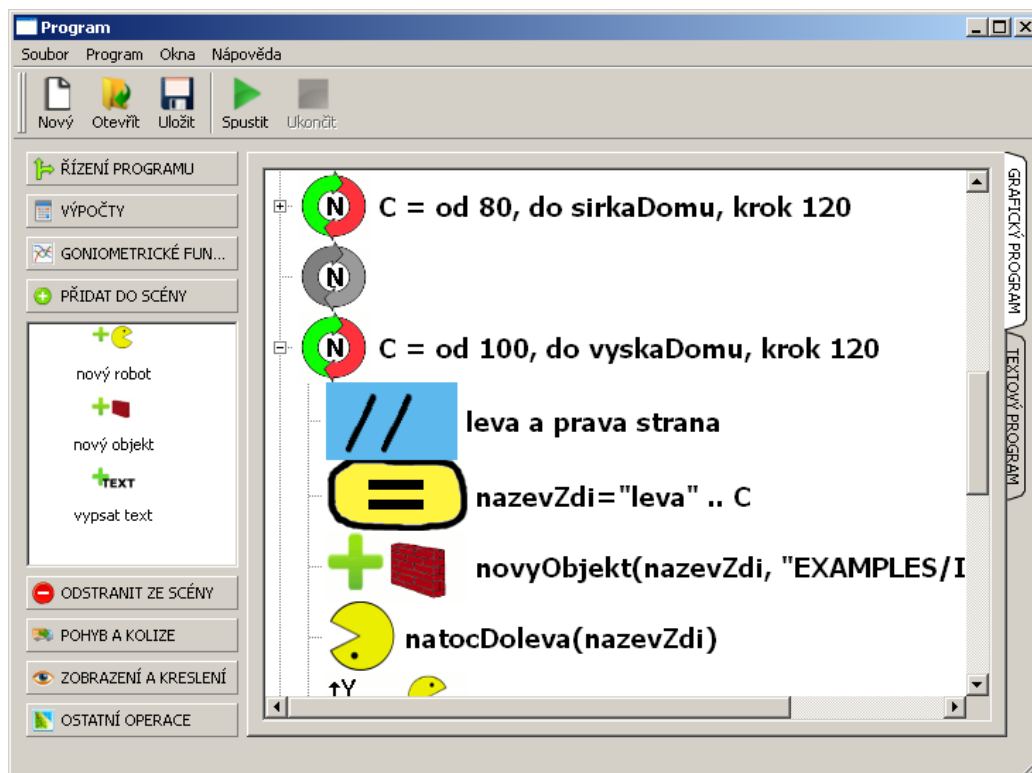 Program
Soubor Program Okna Nápověda
Nový Otevřít Uložit Spustit Ukončit
ŘÍZENÍ PROGRAMU
VÝPOČTY
GONIOMETRICKÉ FUN...
PŘIDAT DO SCÉNY
nový robot
nový objekt
TEXT
vypsat text
ODSTRANIT ZE SCÉNY
POHYB A KOLIZE
ZOBRAZENÍ A KRESLENÍ
OSTATNÍ OPERACE
N C = od 80, do sirkaDomu, krok 120
N
N C = od 100, do vyskaDomu, krok 120
// leva a prava strana
= nazevZdi="leva" .. C
novyObjekt(nazevZdi, "EXAMPLES/I
natocDoleva(nazevZdi)
↑Y
GRAFICKÝ PROGRAM
TEXTOVÝ PROGRAM